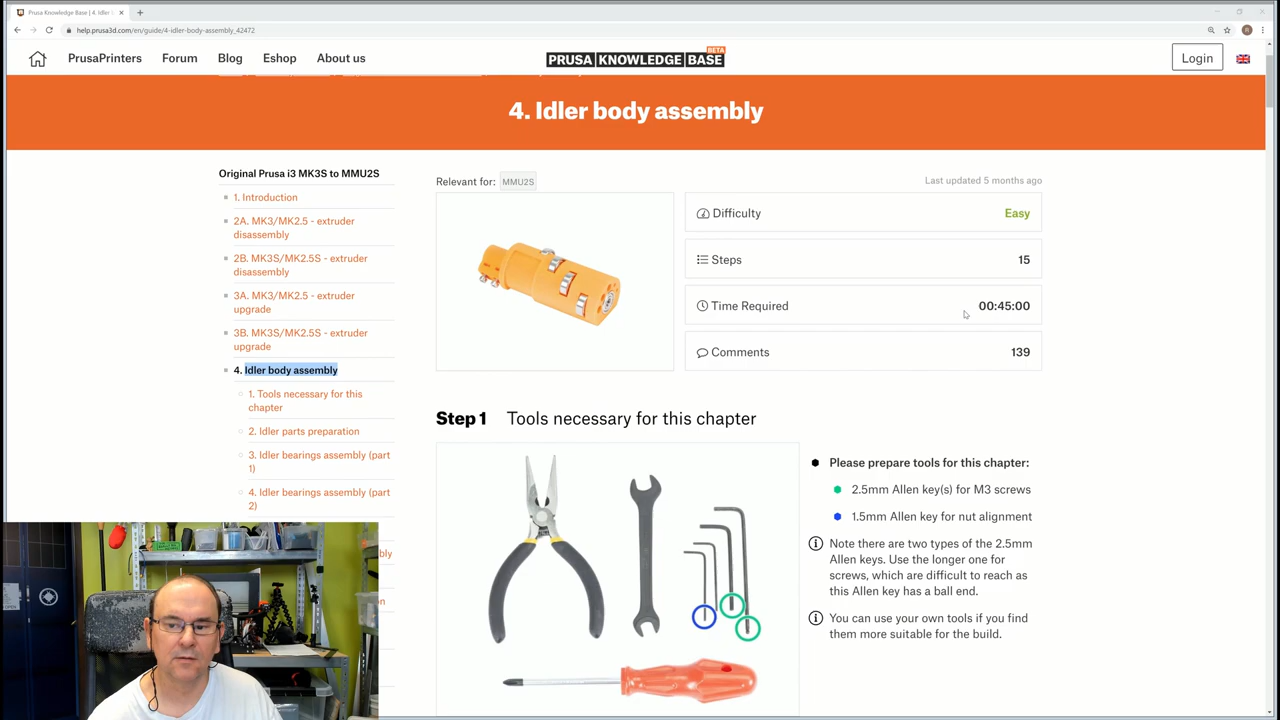 Prusa Knowledge Base | 4. Idler
help.prusa3d.com/en/guide/4-idler-body-assembly_42472
PrusaPrinters
Forum
Blog
Eshop
About us
PRUSA KNOWLEDGE BASE
BETA
Login
4. Idler body assembly
Original Prusa i3 MK3S to MMU2S
1. Introduction
2A. MK3/MK2.5 - extruder
disassembly
2B. MK3S/MK2.5S - extruder
disassembly
3A. MK3/MK2.5 - extruder
upgrade
3B. MK3S/MK2.5S - extruder
upgrade
4. Idler body assembly
1. Tools necessary for this
chapter
2. Idler parts preparation
3. Idler bearings assembly (part
1)
4. Idler bearings assembly (part
2)
Relevant for: MMU2S
Last updated 5 months ago
Difficulty
Easy
Steps
15
Time Required
00:45:00
Comments
139
Step 1 Tools necessary for this chapter
Please prepare tools for this chapter:
2.5mm Allen key(s) for M3 screws
1.5mm Allen key for nut alignment
Note there are two types of the 2.5mm
Allen keys. Use the longer one for
screws, which are difficult to reach as
this Allen key has a ball end.
You can use your own tools if you find
them more suitable for the build.